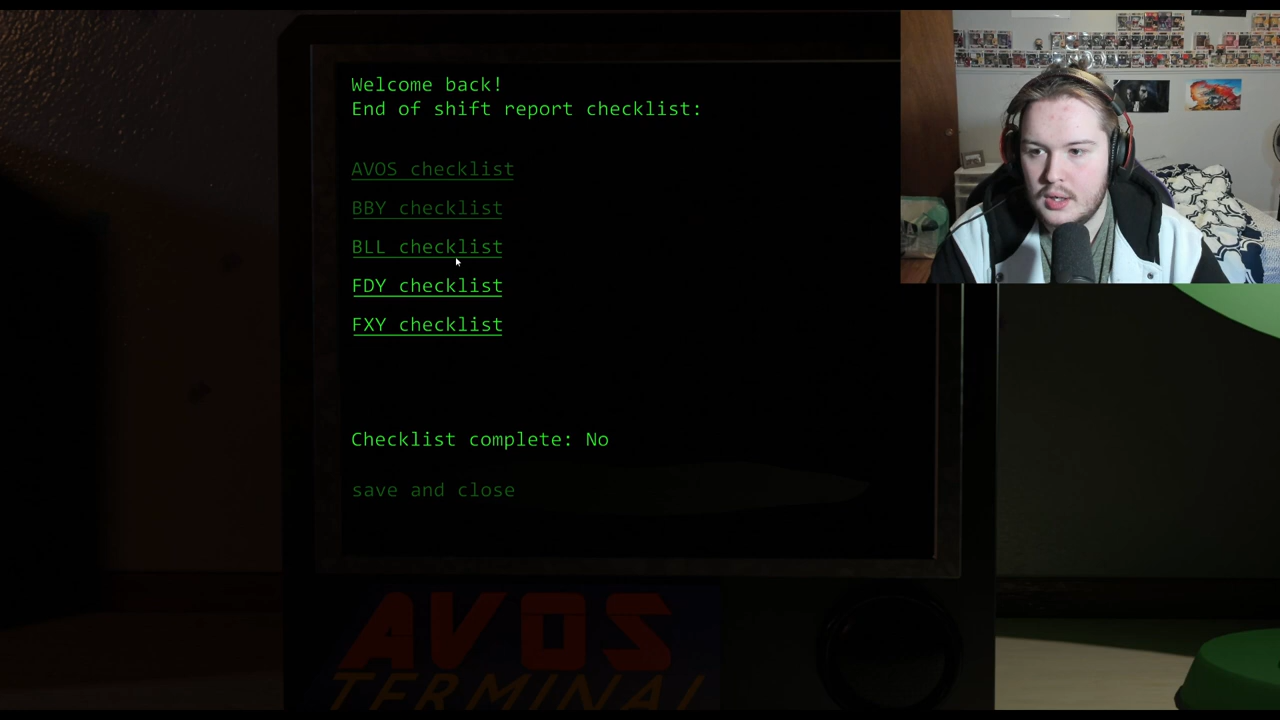 Welcome back!
End of shift report checklist:
AVOS checklist
BBY checklist
BLL checklist
FDY checklist
FXY checklist
Checklist complete: No
save and close
AVOS
TERMINAL